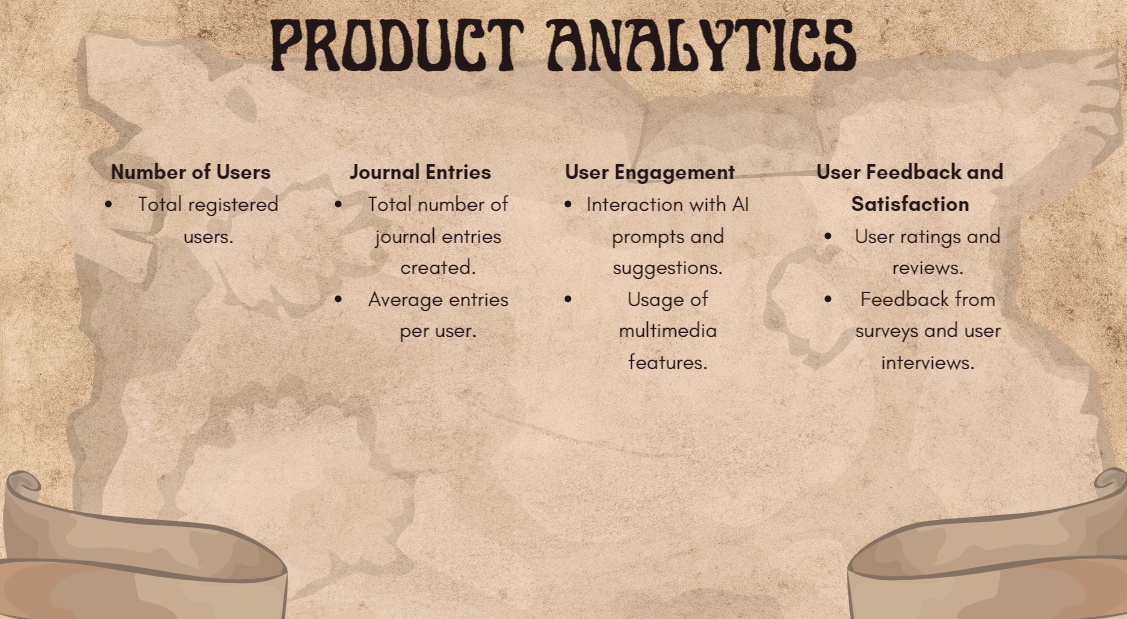 PRODUCT ANALYTICS
Number of Users
• Total registered
users.
Journal Entries
• Total number of
journal entries
created.
• Average entries
per user.
User Engagement
• Interaction with AI
prompts and
suggestions.
• Usage of
multimedia
features.
User Feedback and
Satisfaction
• User ratings and
reviews.
• Feedback from
surveys and user
interviews.